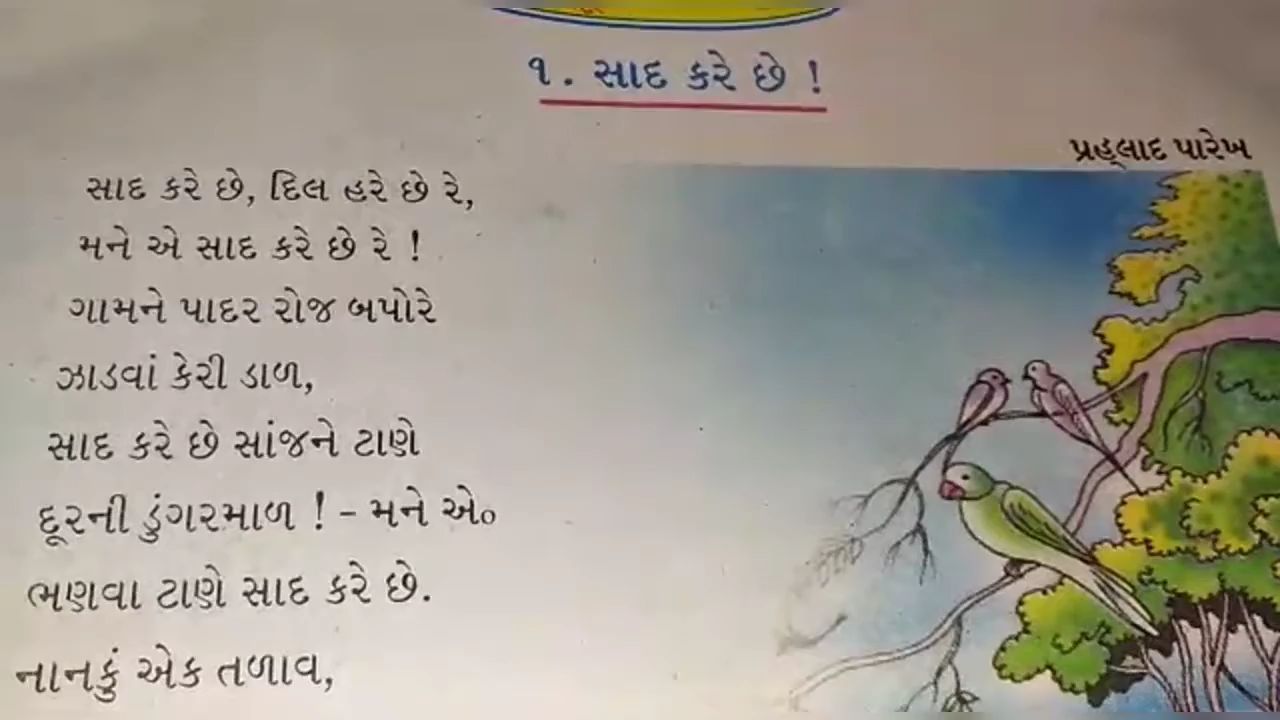 ૧. સાદ કરે છે !
પ્રહ્લાદ પારેખ
સાદ કરે છે, દિલ હરે છે રે,
મને એ સાદ કરે છે રે !
ગામને પાદર રોજ બપોરે
ઝાડવાં કેરી ડાળ,
સાદ કરે છે સાંજને ટાણે
દૂરની ડુંગરમાળ ! – મને એ૦
ભણવા ટાણે સાદ કરે છે.
નાનકું એક તળાવ,